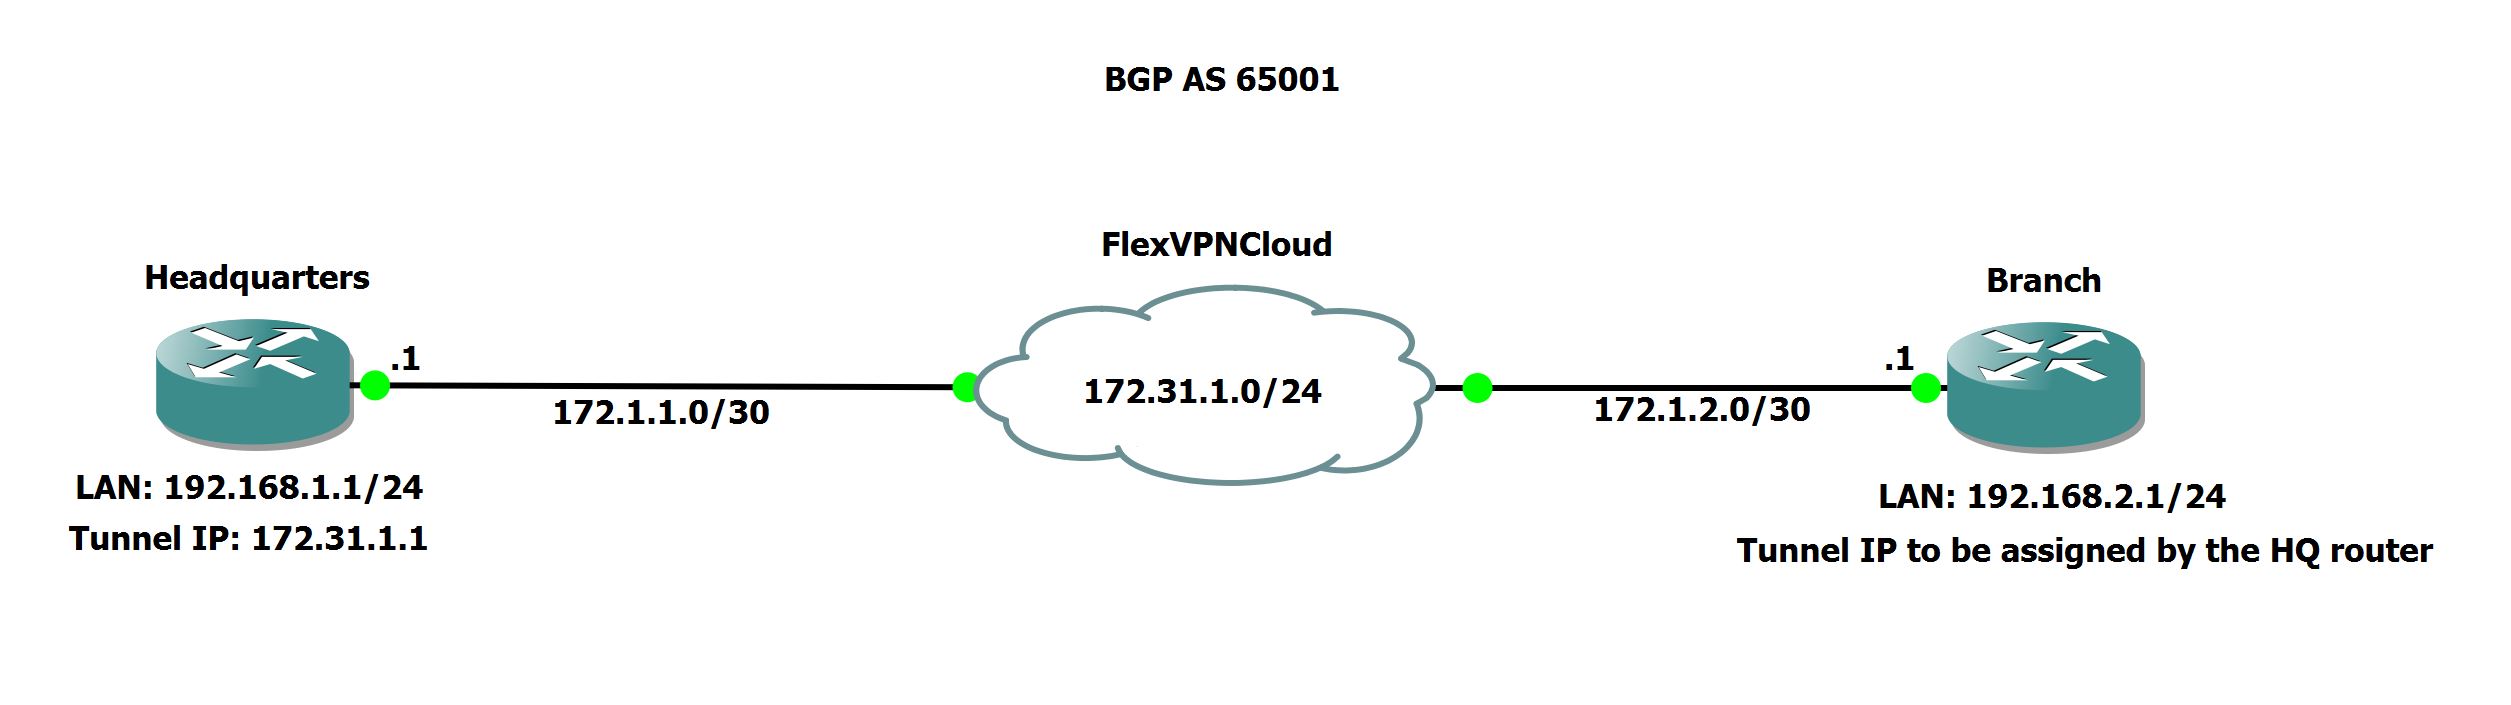 BGP AS 65001
FlexVPNCloud
Headquarters
Branch
.1
.1
172.1.1.0/30
172.31.1.0/24
172.1.2.0/30
LAN: 192.168.1.1/24
Tunnel IP: 172.31.1.1
LAN: 192.168.2.1/24
Tunnel IP to be assigned by the HQ router